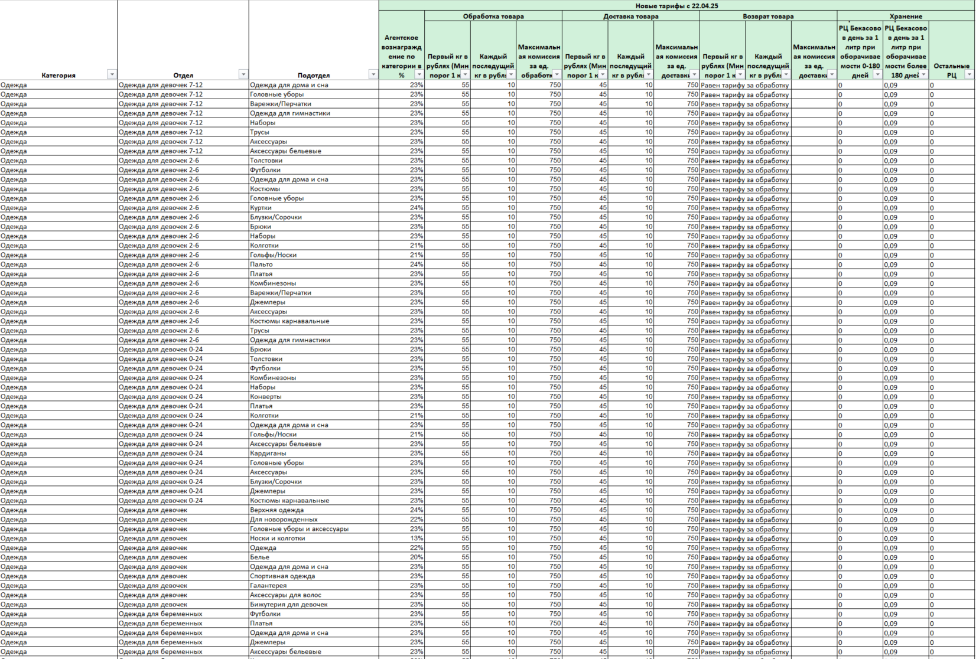 Новые тарифы с 22.04.25
Обработка товара Доставка товара Возврат товара Хранение
Категория Отдел Подотдел Агентское вознаграждение по категории в % Первый кг в рублях (Мин порог 1 к Каждый последующий кг в рубл Максимальная комиссия за ед. обработк Первый кг в рублях (Мин порог 1 к Каждый последующий кг в рубл Максимальная комиссия за ед. доставк Первый кг в рублях (Мин порог 1 к Каждый последующий кг в рубл Максимальная комиссия за ед. доставк РЦ Бекасово в день за 1 литр при оборачиваемости 0-180 дней РЦ Бекасово в день за 1 литр при оборачиваемости более 180 дней Остальные РЦ
Одежда Одежда для девочек 7-12 Одежда для дома и сна 23% 55 10 750 45 10 750 Равен тарифу за обработку 0 0,09 0
Одежда Одежда для девочек 7-12 Головные уборы 23% 55 10 750 45 10 750 Равен тарифу за обработку 0 0,09 0
Одежда Одежда для девочек 7-12 Варежки/Перчатки 23% 55 10 750 45 10 750 Равен тарифу за обработку 0 0,09 0
Одежда Одежда для девочек 7-12 Одежда для гимнастики 23% 55 10 750 45 10 750 Равен тарифу за обработку 0 0,09 0
Одежда Одежда для девочек 7-12 Наборы 23% 55 10 750 45 10 750 Равен тарифу за обработку 0 0,09 0
Одежда Одежда для девочек 7-12 Трусы 23% 55 10 750 45 10 750 Равен тарифу за обработку 0 0,09 0
Одежда Одежда для девочек 7-12 Аксессуары 23% 55 10 750 45 10 750 Равен тарифу за обработку 0 0,09 0
Одежда Одежда для девочек 7-12 Аксессуары бельевые 23% 55 10 750 45 10 750 Равен тарифу за обработку 0 0,09 0
Одежда Одежда для девочек 2-6 Толстовки 23% 55 10 750 45 10 750 Равен тарифу за обработку 0 0,09 0
Одежда Одежда для девочек 2-6 Футболки 23% 55 10 750 45 10 750 Равен тарифу за обработку 0 0,09 0
Одежда Одежда для девочек 2-6 Одежда для дома и сна 23% 55 10 750 45 10 750 Равен тарифу за обработку 0 0,09 0
Одежда Одежда для девочек 2-6 Костюмы 23% 55 10 750 45 10 750 Равен тарифу за обработку 0 0,09 0
Одежда Одежда для девочек 2-6 Головные уборы 23% 55 10 750 45 10 750 Равен тарифу за обработку 0 0,09 0
Одежда Одежда для девочек 2-6 Куртки 24% 55 10 750 45 10 750 Равен тарифу за обработку 0 0,09 0
Одежда Одежда для девочек 2-6 Блузки/Сорочки 23% 55 10 750 45 10 750 Равен тарифу за обработку 0 0,09 0
Одежда Одежда для девочек 2-6 Брюки 23% 55 10 750 45 10 750 Равен тарифу за обработку 0 0,09 0
Одежда Одежда для девочек 2-6 Наборы 23% 55 10 750 45 10 750 Равен тарифу за обработку 0 0,09 0
Одежда Одежда для девочек 2-6 Колготки 21% 55 10 750 45 10 750 Равен тарифу за обработку 0 0,09 0
Одежда Одежда для девочек 2-6 Гольфы/Носки 21% 55 10 750 45 10 750 Равен тарифу за обработку 0 0,09 0
Одежда Одежда для девочек 2-6 Пальто 24% 55 10 750 45 10 750 Равен тарифу за обработку 0 0,09 0
Одежда Одежда для девочек 2-6 Платья 23% 55 10 750 45 10 750 Равен тарифу за обработку 0 0,09 0
Одежда Одежда для девочек 2-6 Комбинезоны 23% 55 10 750 45 10 750 Равен тарифу за обработку 0 0,09 0
Одежда Одежда для девочек 2-6 Варежки/Перчатки 23% 55 10 750 45 10 750 Равен тарифу за обработку 0 0,09 0
Одежда Одежда для девочек 2-6 Джемперы 23% 55 10 750 45 10 750 Равен тарифу за обработку 0 0,09 0
Одежда Одежда для девочек 2-6 Аксессуары 23% 55 10 750 45 10 750 Равен тарифу за обработку 0 0,09 0
Одежда Одежда для девочек 2-6 Костюмы карнавальные 23% 55 10 750 45 10 750 Равен тарифу за обработку 0 0,09 0
Одежда Одежда для девочек 2-6 Трусы 23% 55 10 750 45 10 750 Равен тарифу за обработку 0 0,09 0
Одежда Одежда для девочек 2-6 Одежда для гимнастики 23% 55 10 750 45 10 750 Равен тарифу за обработку 0 0,09 0
Одежда Одежда для девочек 0-24 Брюки 23% 55 10 750 45 10 750 Равен тарифу за обработку 0 0,09 0
Одежда Одежда для девочек 0-24 Толстовки 23% 55 10 750 45 10 750 Равен тарифу за обработку 0 0,09 0
Одежда Одежда для девочек 0-24 Футболки 23% 55 10 750 45 10 750 Равен тарифу за обработку 0 0,09 0
Одежда Одежда для девочек 0-24 Комбинезоны 23% 55 10 750 45 10 750 Равен тарифу за обработку 0 0,09 0
Одежда Одежда для девочек 0-24 Наборы 23% 55 10 750 45 10 750 Равен тарифу за обработку 0 0,09 0
Одежда Одежда для девочек 0-24 Конверты 23% 55 10 750 45 10 750 Равен тарифу за обработку 0 0,09 0
Одежда Одежда для девочек 0-24 Платья 23% 55 10 750 45 10 750 Равен тарифу за обработку 0 0,09 0
Одежда Одежда для девочек 0-24 Колготки 21% 55 10 750 45 10 750 Равен тарифу за обработку 0 0,09 0
Одежда Одежда для девочек 0-24 Одежда для дома и сна 23% 55 10 750 45 10 750 Равен тарифу за обработку 0 0,09 0
Одежда Одежда для девочек 0-24 Гольфы/Носки 21% 55 10 750 45 10 750 Равен тарифу за обработку 0 0,09 0
Одежда Одежда для девочек 0-24 Аксессуары бельевые 23% 55 10 750 45 10 750 Равен тарифу за обработку 0 0,09 0
Одежда Одежда для девочек 0-24 Кардиганы 23% 55 10 750 45 10 750 Равен тарифу за обработку 0 0,09 0
Одежда Одежда для девочек 0-24 Головные уборы 23% 55 10 750 45 10 750 Равен тарифу за обработку 0 0,09 0
Одежда Одежда для девочек 0-24 Аксессуары 23% 55 10 750 45 10 750 Равен тарифу за обработку 0 0,09 0
Одежда Одежда для девочек 0-24 Блузки/Сорочки 23% 55 10 750 45 10 750 Равен тарифу за обработку 0 0,09 0
Одежда Одежда для девочек 0-24 Джемперы 23% 55 10 750 45 10 750 Равен тарифу за обработку 0 0,09 0
Одежда Одежда для девочек 0-24 Костюмы карнавальные 23% 55 10 750 45 10 750 Равен тарифу за обработку 0 0,09 0
Одежда Одежда для девочек Верхняя одежда 24% 55 10 750 45 10 750 Равен тарифу за обработку 0 0,09 0
Одежда Одежда для девочек Для новорожденных 22% 55 10 750 45 10 750 Равен тарифу за обработку 0 0,09 0
Одежда Одежда для девочек Головные уборы и аксессуары 23% 55 10 750 45 10 750 Равен тарифу за обработку 0 0,09 0
Одежда Одежда для девочек Носки и колготки 13% 55 10 750 45 10 750 Равен тарифу за обработку 0 0,09 0
Одежда Одежда для девочек Одежда 22% 55 10 750 45 10 750 Равен тарифу за обработку 0 0,09 0
Одежда Одежда для девочек Белье 20% 55 10 750 45 10 750 Равен тарифу за обработку 0 0,09 0
Одежда Одежда для девочек Одежда для дома и сна 23% 55 10 750 45 10 750 Равен тарифу за обработку 0 0,09 0
Одежда Одежда для девочек Спортивная одежда 23% 55 10 750 45 10 750 Равен тарифу за обработку 0 0,09 0
Одежда Одежда для девочек Галантерея 23% 55 10 750 45 10 750 Равен тарифу за обработку 0 0,09 0
Одежда Одежда для девочек Аксессуары для волос 23% 55 10 750 45 10 750 Равен тарифу за обработку 0 0,09 0
Одежда Одежда для девочек Бижутерия для девочек 23% 55 10 750 45 10 750 Равен тарифу за обработку 0 0,09 0
Одежда Одежда для беременных Футболки 23% 55 10 750 45 10 750 Равен тарифу за обработку 0 0,09 0
Одежда Одежда для беременных Платья 23% 55 10 750 45 10 750 Равен тарифу за обработку 0 0,09 0
Одежда Одежда для беременных Одежда для дома и сна 23% 55 10 750 45 10 750 Равен тарифу за обработку 0 0,09 0
Одежда Одежда для беременных Джемперы 23% 55 10 750 45 10 750 Равен тарифу за обработку 0 0,09 0
Одежда Одежда для беременных Аксессуары бельевые 23% 55 10 750 45 10 750 Равен тарифу за обработку 0 0,09 0